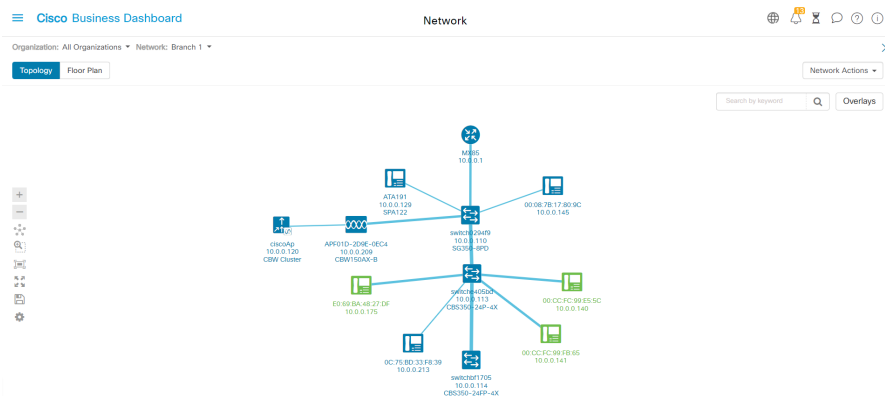 Cisco Business Dashboard
Network
13
Organization: All Organizations Network: Branch 1
Topology Floor Plan
Network Actions
Search by keyword
Overlays
MX85
10.0.0.1
ATA191
10.0.0.129
SPA122
00:08:7B:17:80:9C
10.0.0.145
switch0294f9
10.0.0.110
SG350-8PD
ciscoAp
10.0.0.120
CBW Cluster
APF01D-2D9E-0EC4
10.0.0.209
CBW150AX-B
switche405bd
10.0.0.113
CBS350-24P-4X
E0:69:BA:48:27:DF
10.0.0.175
00:CC:FC:99:E5:5C
10.0.0.140
0C:75:BD:33:F8:39
10.0.0.213
00:CC:FC:99:FB:65
10.0.0.141
switchbf1705
10.0.0.114
CBS350-24FP-4X